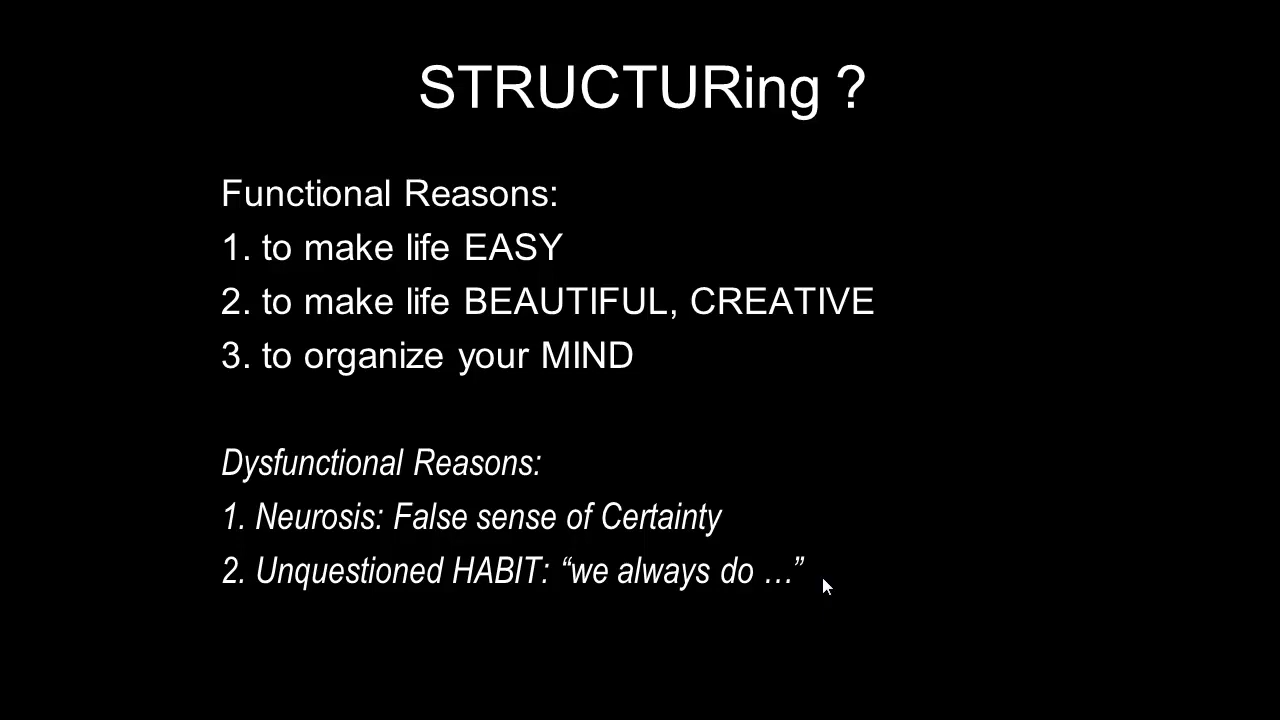 STRUCTURing ?
Functional Reasons:
1. to make life EASY
2. to make life BEAUTIFUL, CREATIVE
3. to organize your MIND
Dysfunctional Reasons:
1. Neurosis: False sense of Certainty
2. Unquestioned HABIT: “we always do …”